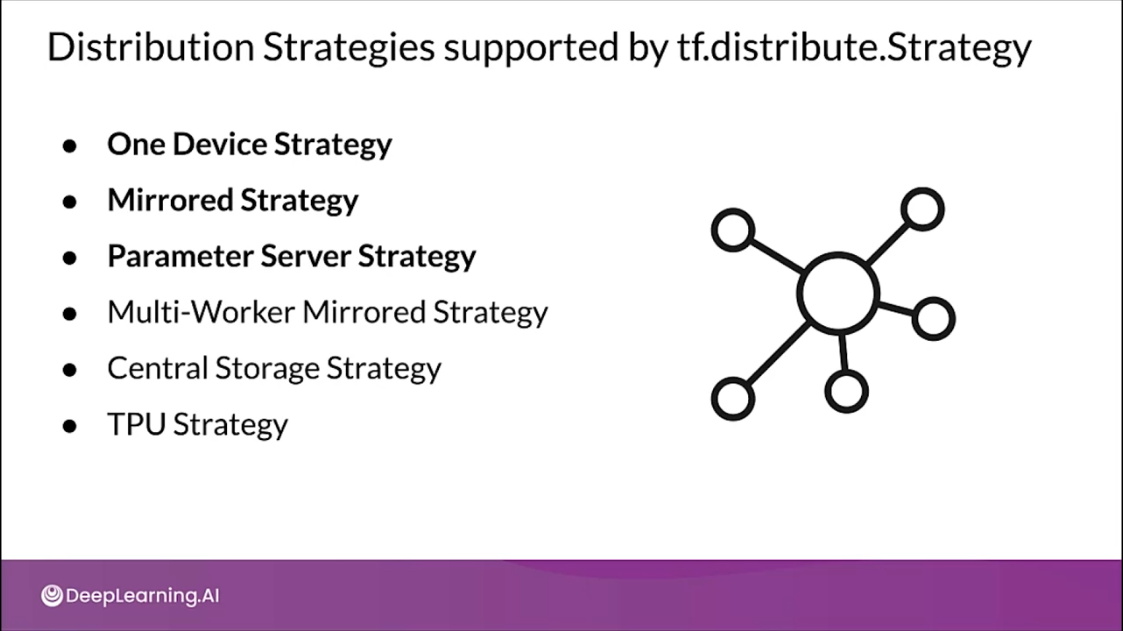 Distribution Strategies supported by tf.distribute.Strategy
● One Device Strategy
● Mirrored Strategy
● Parameter Server Strategy
● Multi-Worker Mirrored Strategy
● Central Storage Strategy
● TPU Strategy
DeepLearning.AI